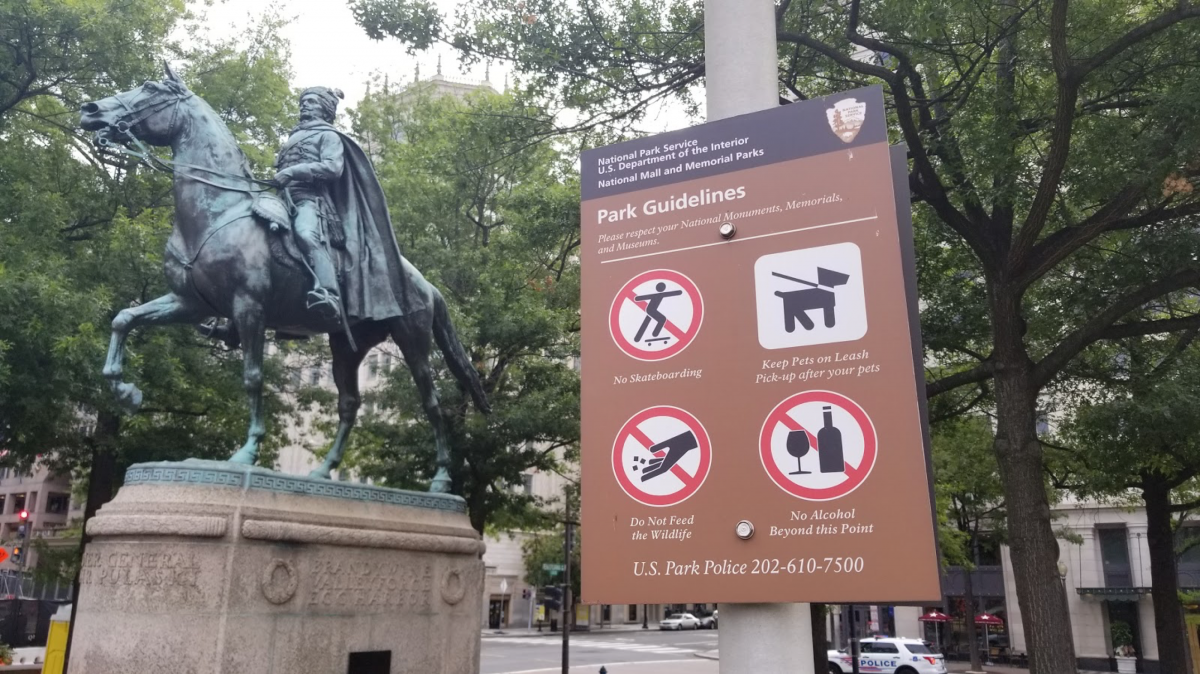 National Park Service
U.S. Department of the Interior
National Mall and Memorial Parks
Park Guidelines
Please respect your National Monuments, Memorials,
and Museums.
No Skateboarding
Keep Pets on Leash
Pick-up after your pets
Do Not Feed
the Wildlife
No Alcohol
Beyond this Point
U.S. Park Police 202-610-7500
GENERAL
PULASKI
POLICE